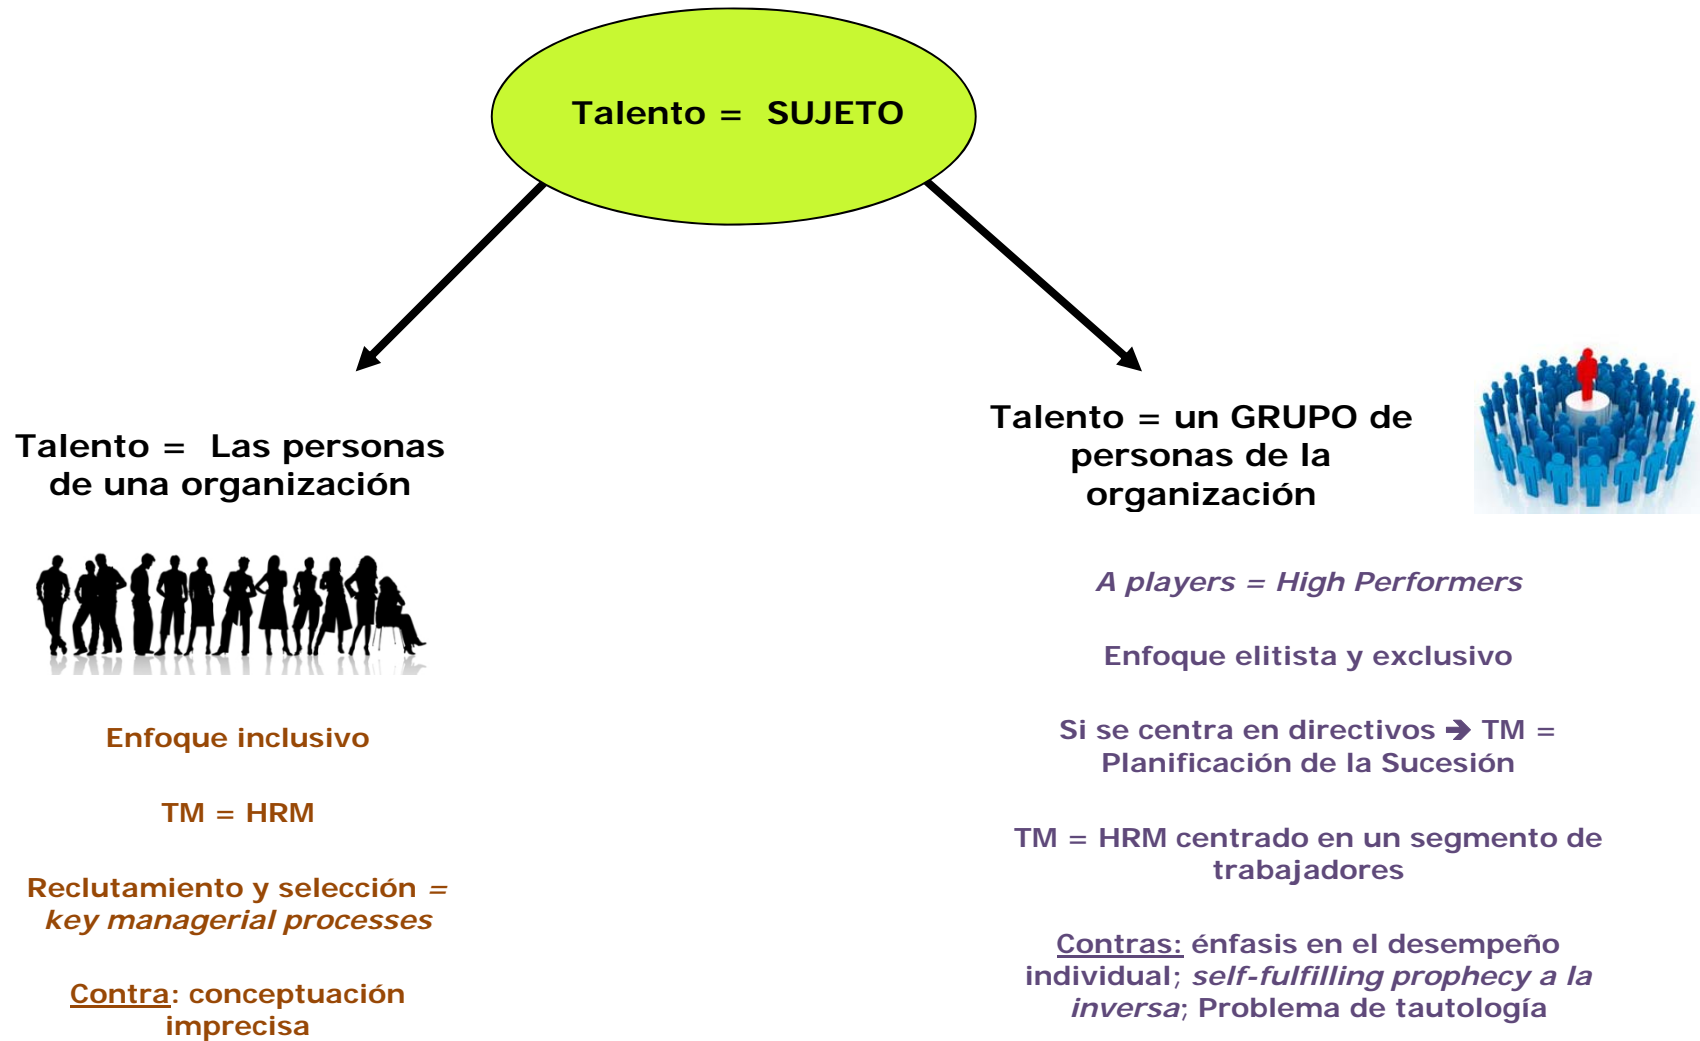 Talento = SUJETO
Talento = Las personas
de una organización
Enfoque inclusivo
TM = HRM
Reclutamiento y selección =
key managerial processes
Contra: conceptuación
imprecisa
Talento = un GRUPO de
personas de la
organización
A players = High Performers
Enfoque elitista y exclusivo
Si se centra en directivos ➔ TM =
Planificación de la Sucesión
TM = HRM centrado en un segmento de
trabajadores
Contras: énfasis en el desempeño
individual; self-fulfilling prophecy a la
inversa; Problema de tautología